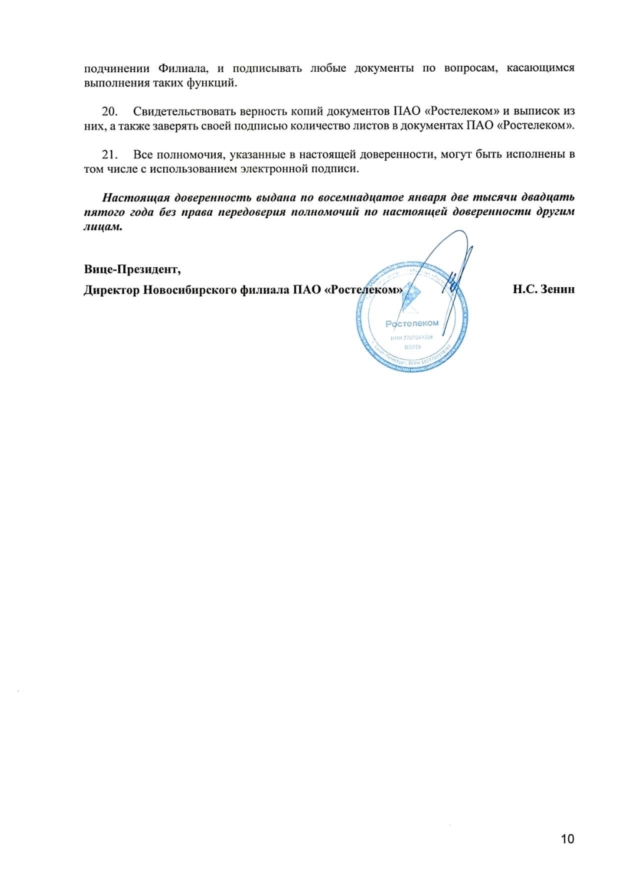 подчинении Филиала, и подписывать любые документы по вопросам, касающимся
выполнения таких функций.
20. Свидетельствовать верность копий документов ПАО «Ростелеком» и выписок из
них, а также заверять своей подписью количество листов в документах ПАО «Ростелеком».
21. Все полномочия, указанные в настоящей доверенности, могут быть исполнены в
том числе с использованием электронной подписи.
Настоящая доверенность выдана по восемнадцатое января две тысячи двадцать
пятого года без права передоверия полномочий по настоящей доверенности другим
лицам.
Вице-Президент,
Директор Новосибирского филиала ПАО «Ростелеком»
Н.С. Зенин
Ростелеком
10